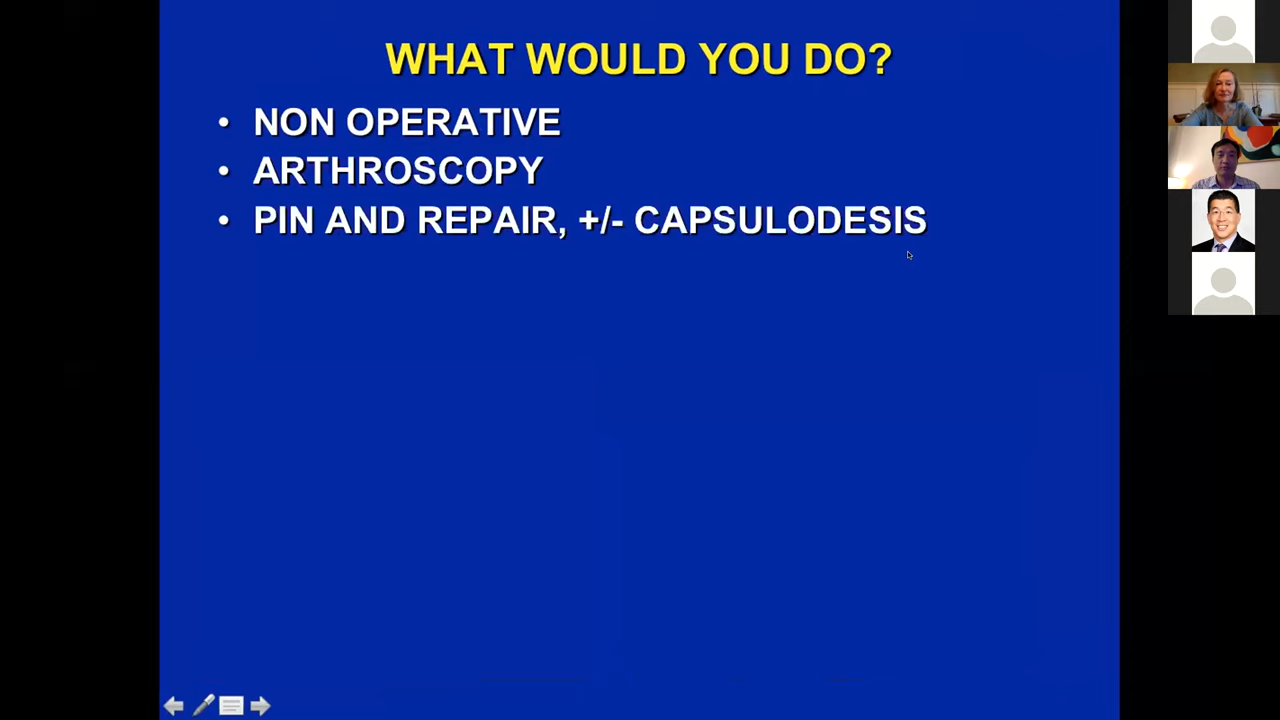 WHAT WOULD YOU DO?
• NON OPERATIVE
• ARTHROSCOPY
• PIN AND REPAIR, +/- CAPSULODESIS